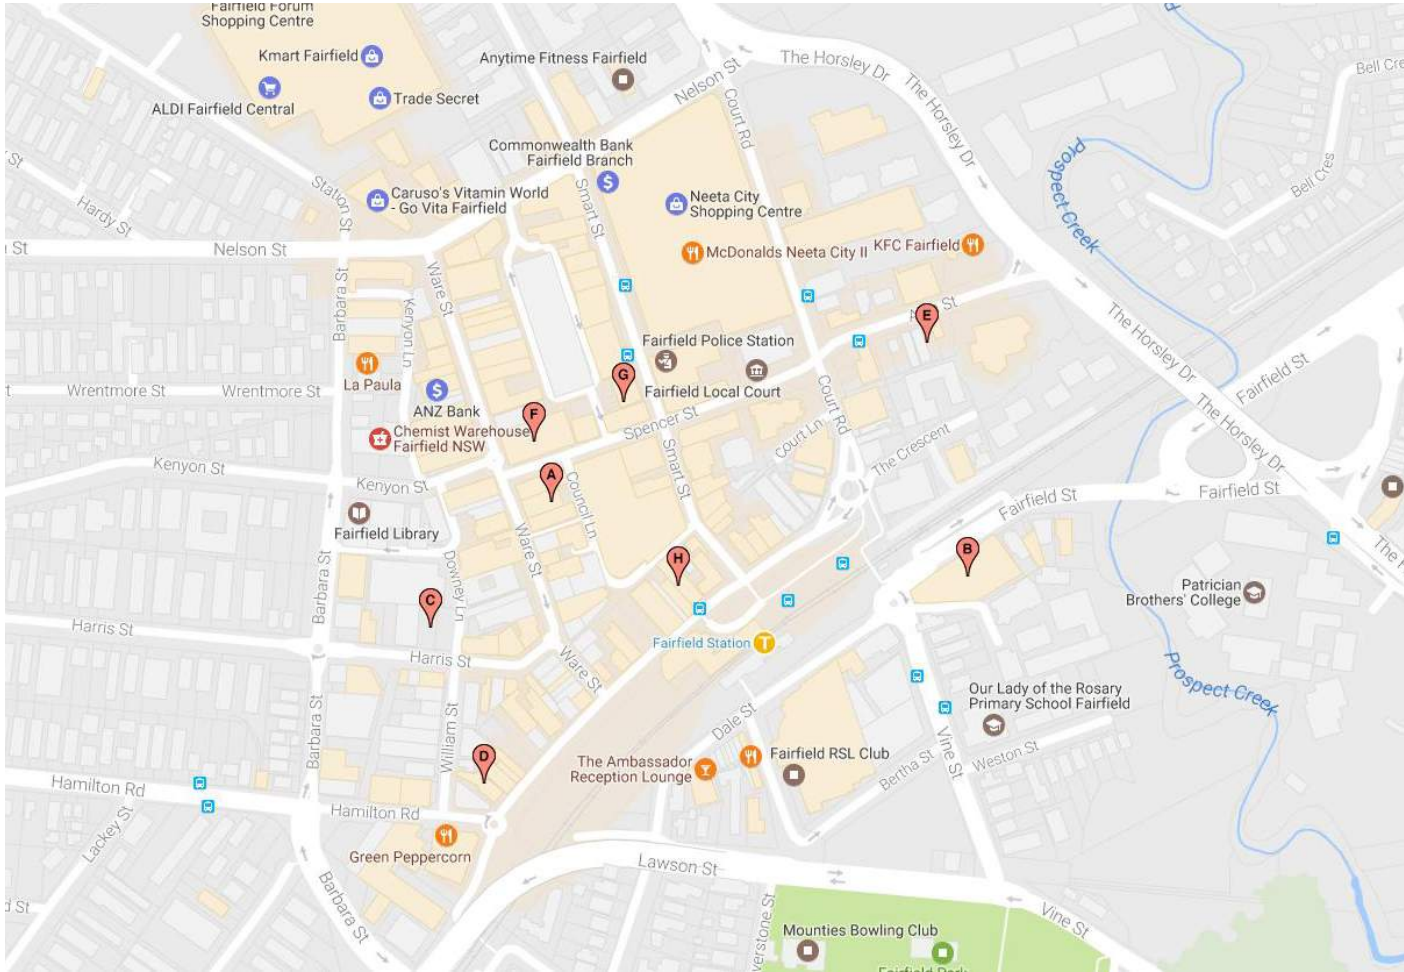 Fairfield Forum
Shopping Centre
Kmart Fairfield
ALDI Fairfield Central
Trade Secret
Anytime Fitness Fairfield
Nelson St
Court Rd
The Horsley Dr
The Horsley Dr
Bell Cres
Bell Cres
Prospect Creek
Prospect Creek
Commonwealth Bank
Fairfield Branch
Smart St
Station St
Hardy St
Caruso's Vitamin World
- Go Vita Fairfield
Neeta City
Shopping Centre
McDonalds Neeta City II
KFC Fairfield
Nelson St
Ware St
Barbara St
Kenyon Ln
La Paula
Wrentmore St
Wrentmore St
ANZ Bank
Chemist Warehouse
Fairfield NSW
Fairfield Police Station
Fairfield Local Court
E
G
F
A
Spencer St
Smart St
Court Rd
Court Ln
The Crescent
The Horsley Dr
Fairfield St
The Horsley Dr
Kenyon St
Kenyon St
Council Ln
Fairfield St
Fairfield St
Fairfield Library
Ware St
Downey Ln
Barbara St
H
B
C
Patrician
Brothers' College
Harris St
Harris St
Fairfield Station
T
Ware St
Prospect Creek
Our Lady of the Rosary
Primary School Fairfield
Dale St
Vine St
Weston St
Bertha St
William St
Barbara St
D
The Ambassador
Reception Lounge
Fairfield RSL Club
Hamilton Rd
Hamilton Rd
Lackey St
Green Peppercorn
Lawson St
Barbara St
Vine St
Mounties Bowling Club
Fairfield Park